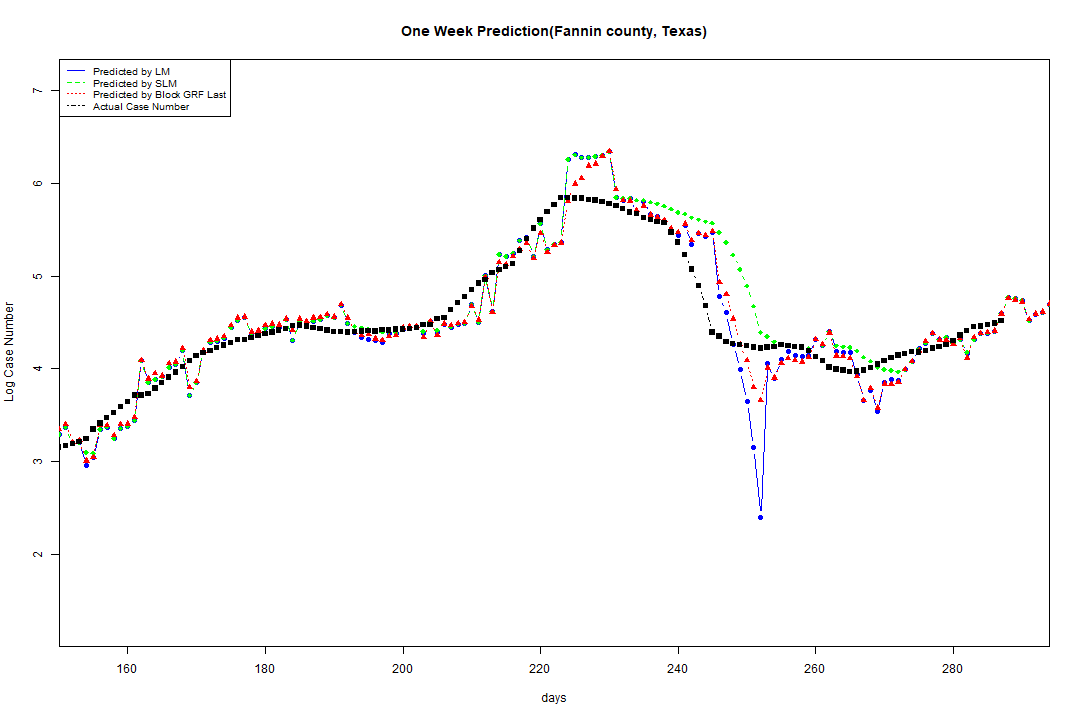 One Week Prediction(Fannin county, Texas)
Predicted by LM
Predicted by SLM
Predicted by Block GRF Last
Actual Case Number
7
6
5
4
3
2
Log Case Number
160 180 200 220 240 260 280
days